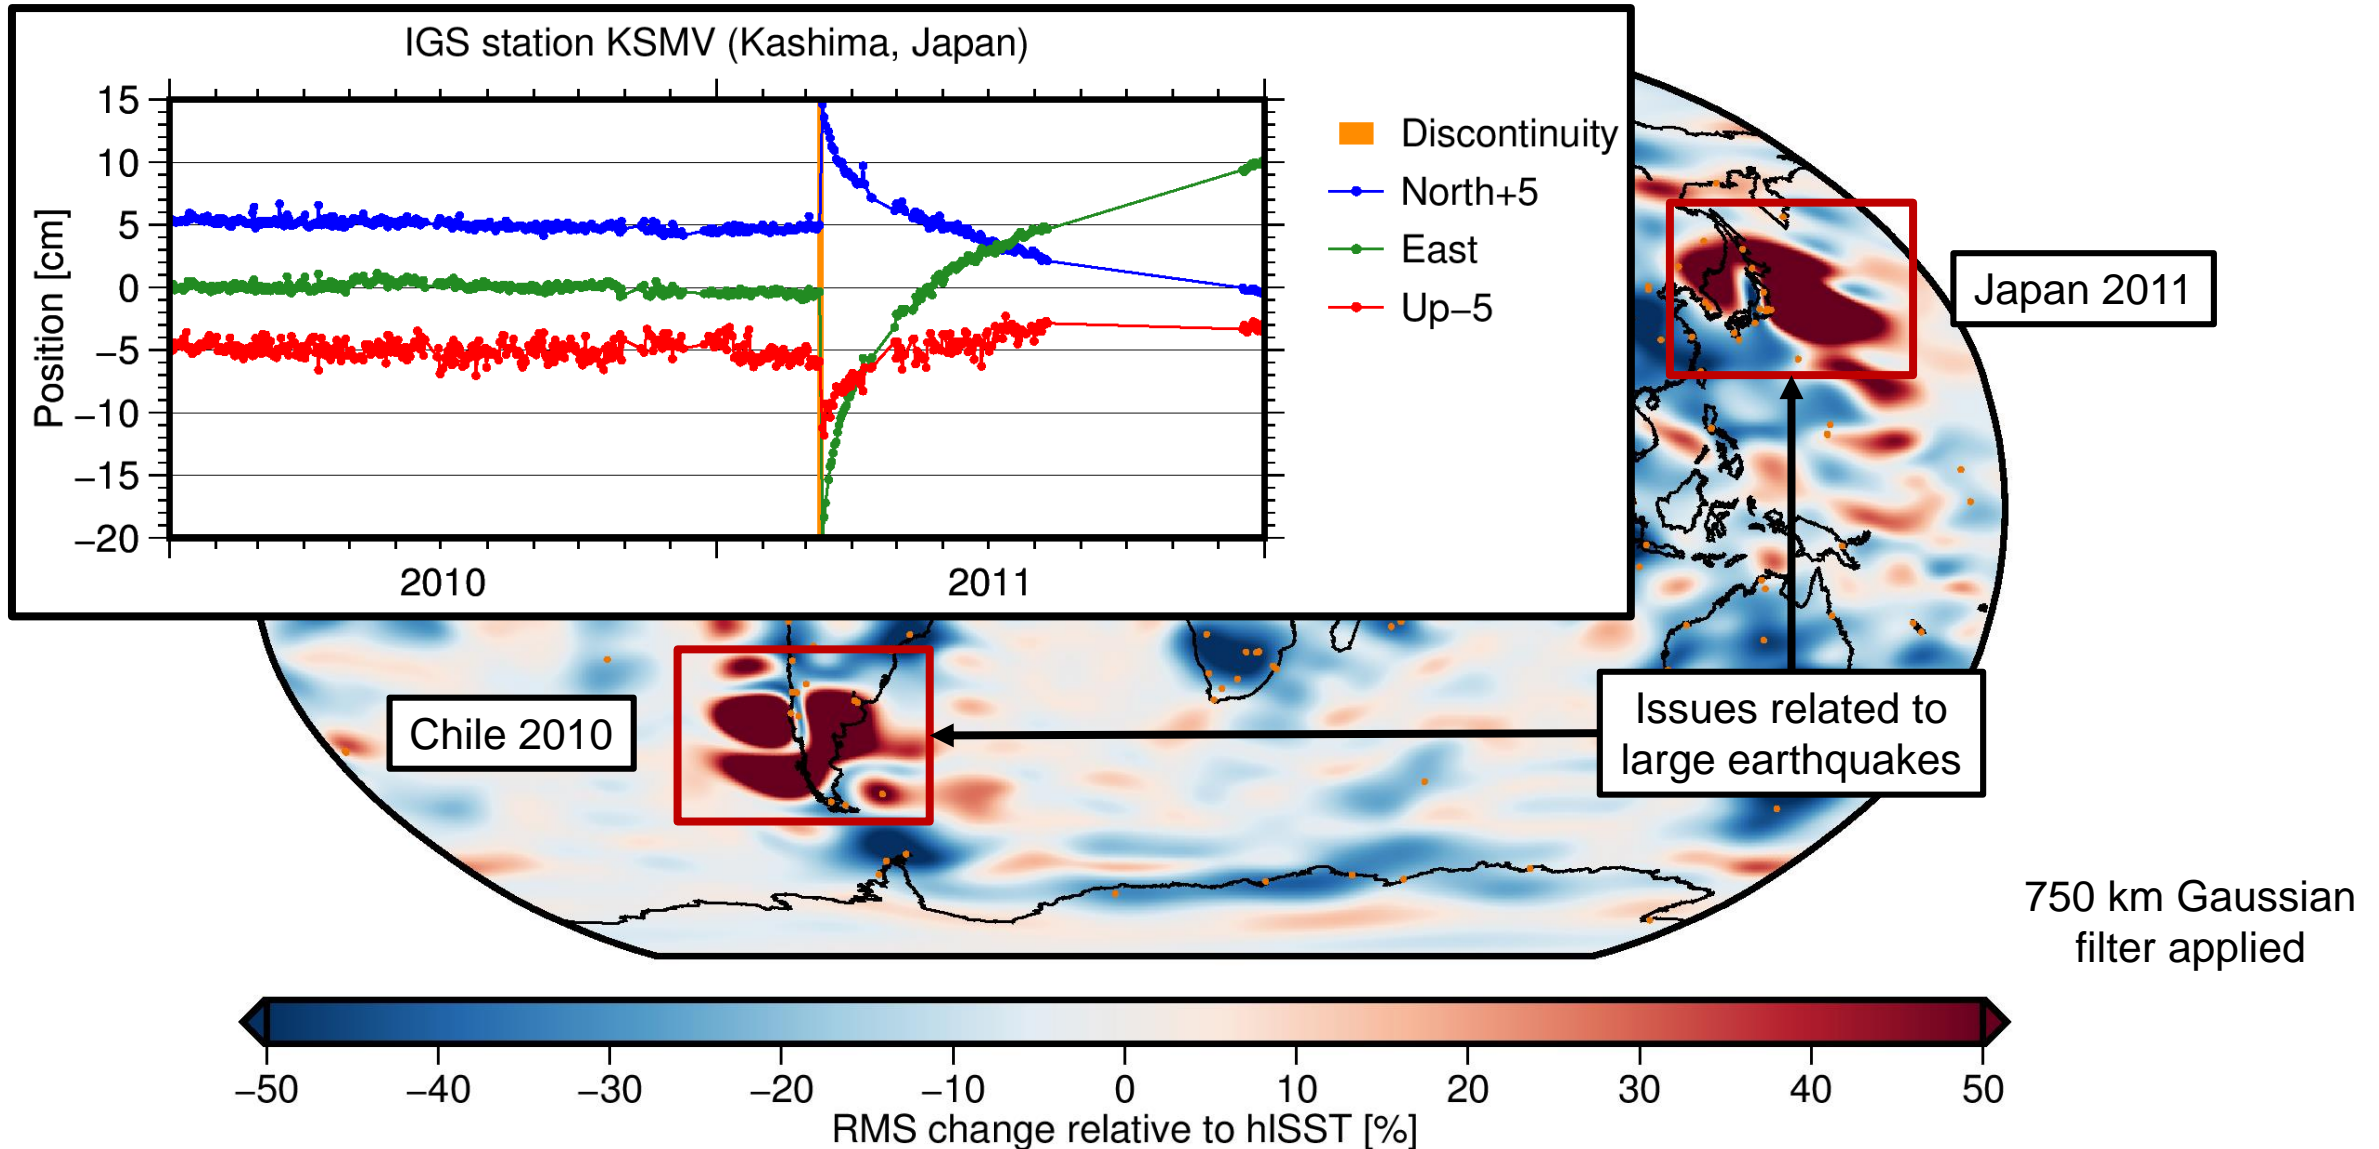 IGS station KSMV (Kashima, Japan)
15
10
5
0
−5
−10
−15
−20
Position [cm]
2010
2011
Discontinuity
North+5
East
Up−5
Japan 2011
Chile 2010
Issues related to
large earthquakes
750 km Gaussian
filter applied
−50 −40 −30 −20 −10 0 10 20 30 40 50
RMS change relative to hlSST [%]